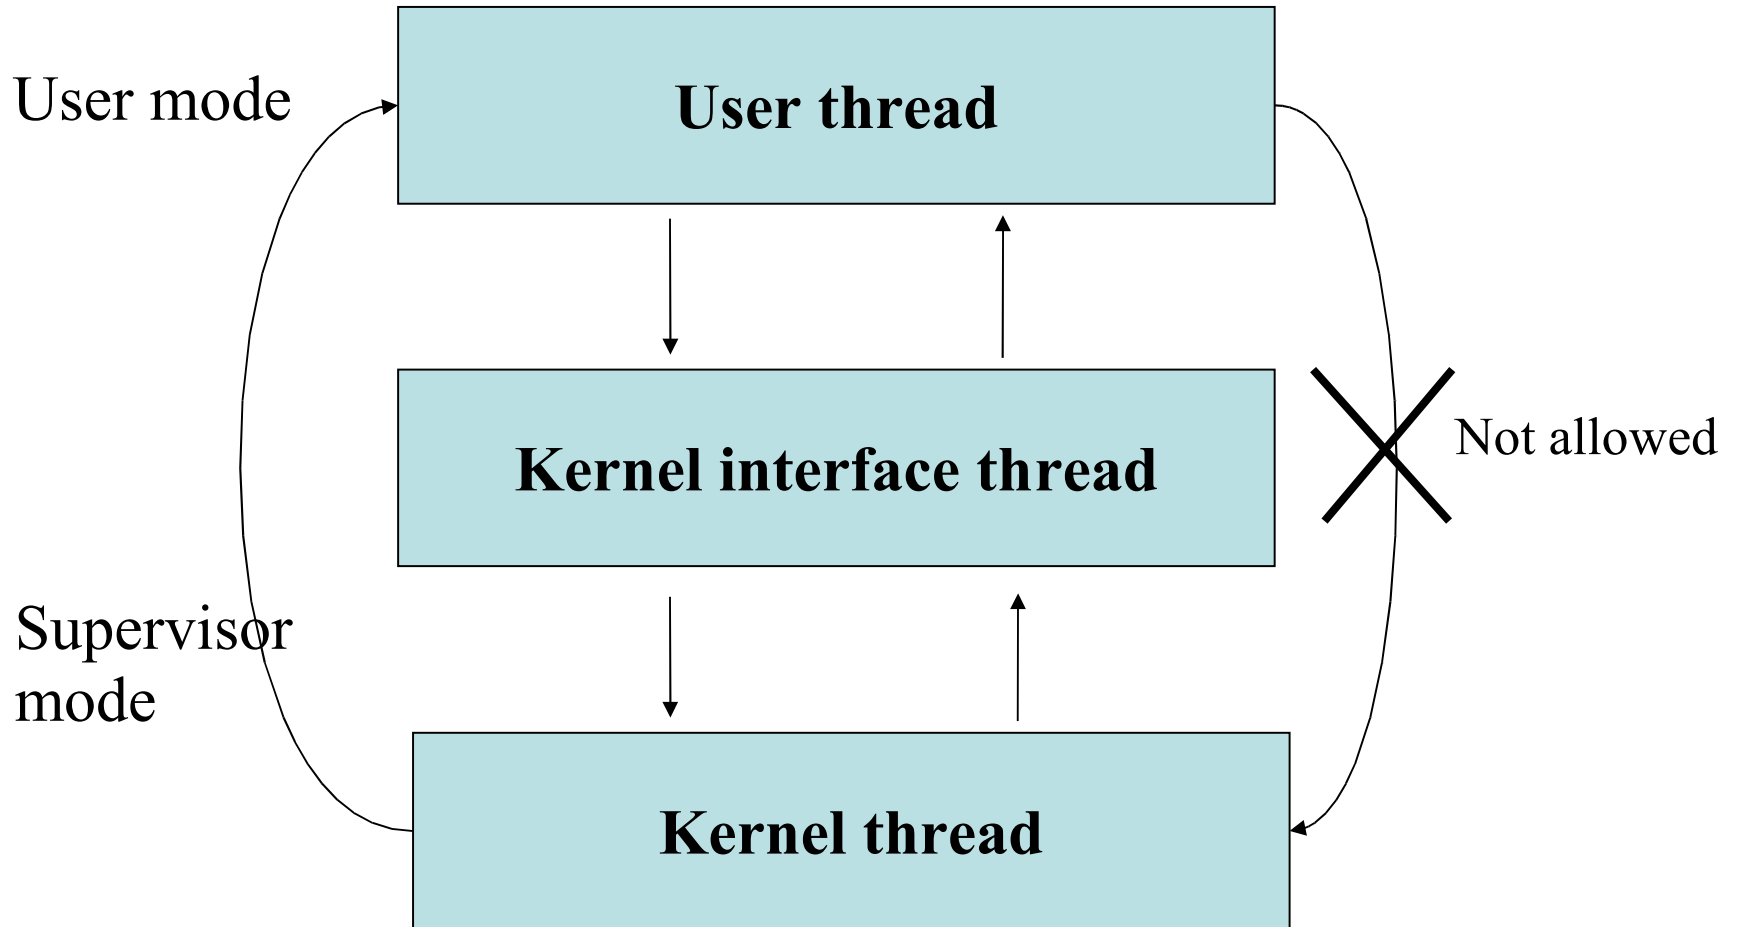 User mode
User thread
Kernel interface thread
Not allowed
Supervisor
mode
Kernel thread